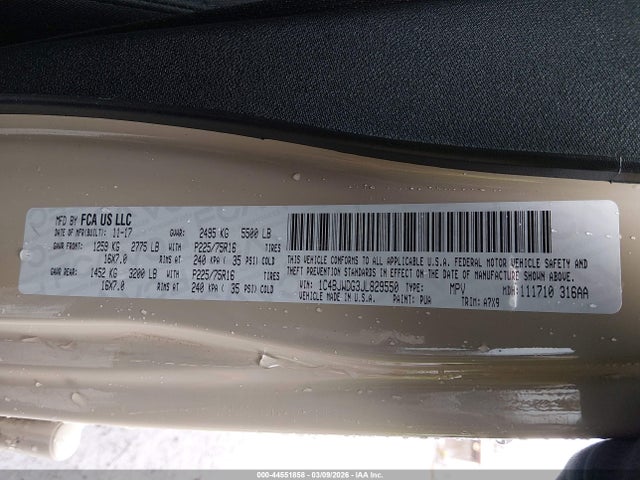 MFD BY FCA US LLC
DATE OF MFR(BUILT): 11-17 GVWR: 2495 KG 5500 LB
GAWR FRONT: 1259 KG 2775 LB WITH P225/75R16 TIRES
16X7.0 RIMS AT 240 KPA ( 35 PSI) COLD
GAWR REAR: 1452 KG 3200 LB WITH P225/75R16 TIRES
16X7.0 RIMS AT 240 KPA ( 35 PSI) COLD
THIS VEHICLE CONFORMS TO ALL APPLICABLE U.S.A. FEDERAL MOTOR VEHICLE SAFETY AND
THEFT PREVENTION STANDARDS IN EFFECT ON THE DATE OF MANUFACTURE SHOWN ABOVE.
VIN: 1C4BJWDG3JL829550 TYPE: MPV MDH: 111710 316AA
VEHICLE MADE IN U.S.A. PAINT: PUA TRIM: A7X9
000-44551858 - 03/09/2026 - IAA Inc.